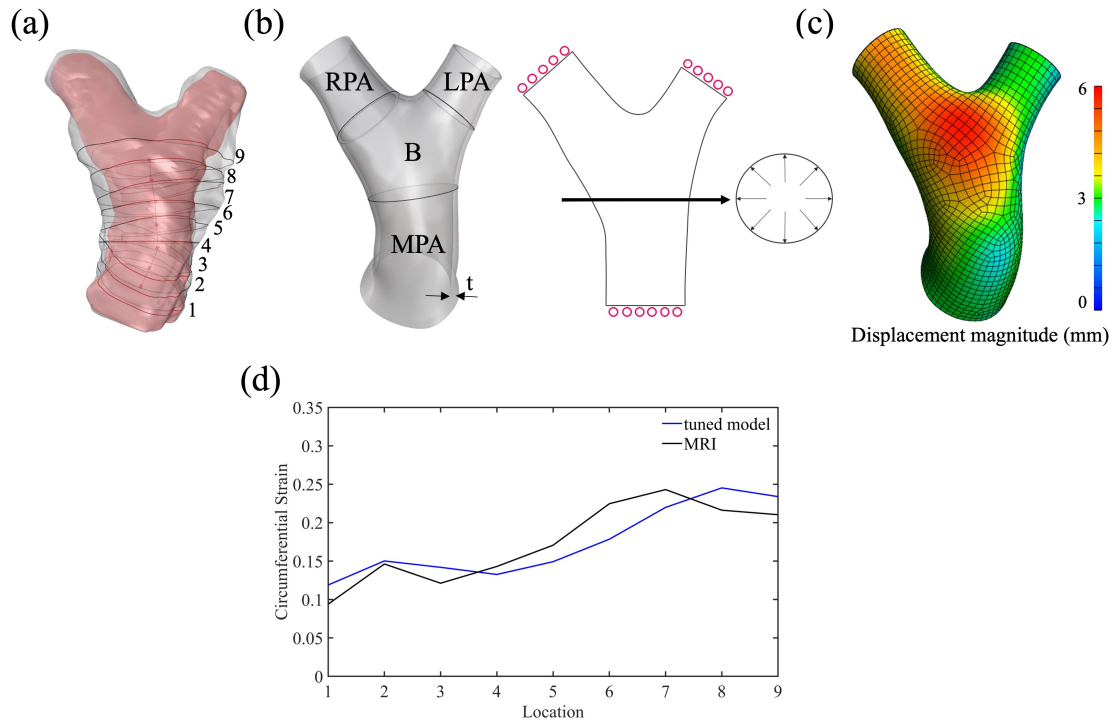 (a)
9
8
7
6
5
4
3
2
1
(b)
RPA
LPA
B
MPA
t
(c)
6
3
0
Displacement magnitude (mm)
(d)
0.35
0.3
0.25
0.2
0.15
0.1
0.05
0
Circumferential Strain
tuned model
MRI
1 2 3 4 5 6 7 8 9
Location